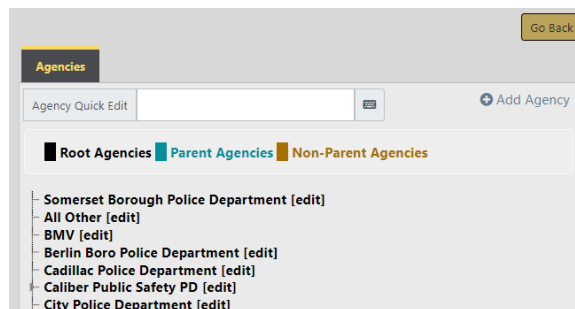 Go Back
Agencies
Agency Quick Edit
Add Agency
Root Agencies Parent Agencies Non-Parent Agencies
Somerset Borough Police Department [edit]
All Other [edit]
BMV [edit]
Berlin Boro Police Department [edit]
Cadillac Police Department [edit]
Caliber Public Safety PD [edit]
City Police Department [edit]